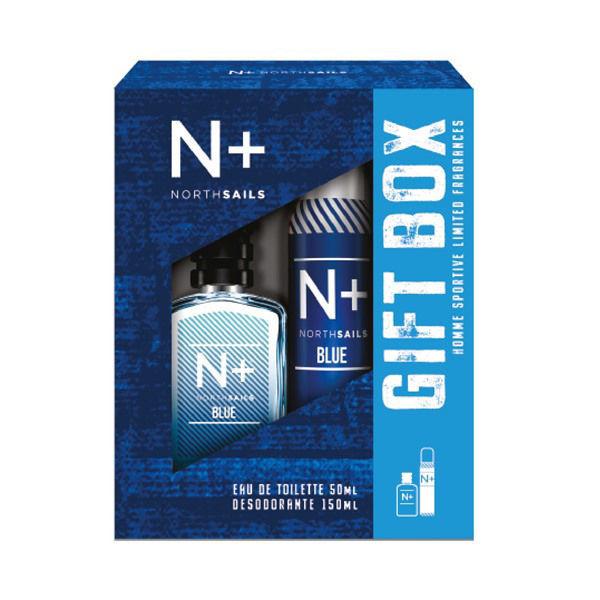 N+ NORTHSAILS
N+
NORTHSAILS
N+
NORTHSAILS
BLUE
N+
NORTHSAILS
BLUE
EAU DE TOILETTE 50ML
DESODORANTE 150ML
GIFT BOX
HOMME SPORTIVE LIMITED FRAGRANCES
N+
N+